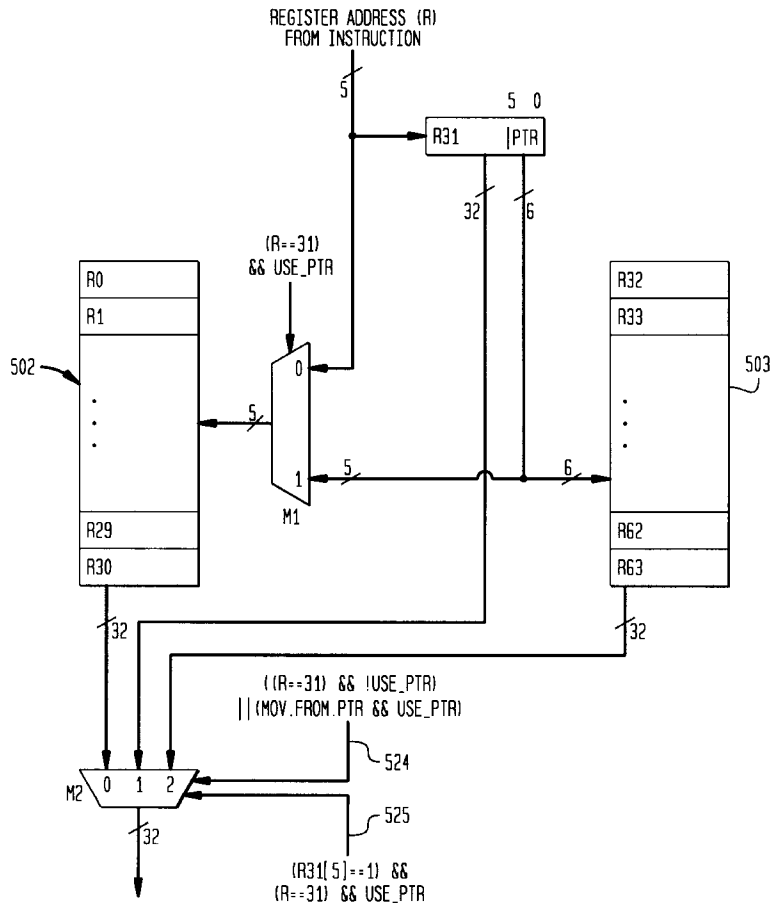 REGISTER ADDRESS (R)
FROM INSTRUCTION
5
5 0
R31 |PTR
32
6
(R==31)
&& USE_PTR
R0
R1
R29
R30
502
0
1
M1
5
5
6
R32
R33
R62
R63
503
32
32
((R==31) && !USE_PTR)
||(MOV.FROM.PTR && USE_PTR)
524
M2
0 1 2
32
525
(R31[5]==1) &&
(R==31) && USE_PTR